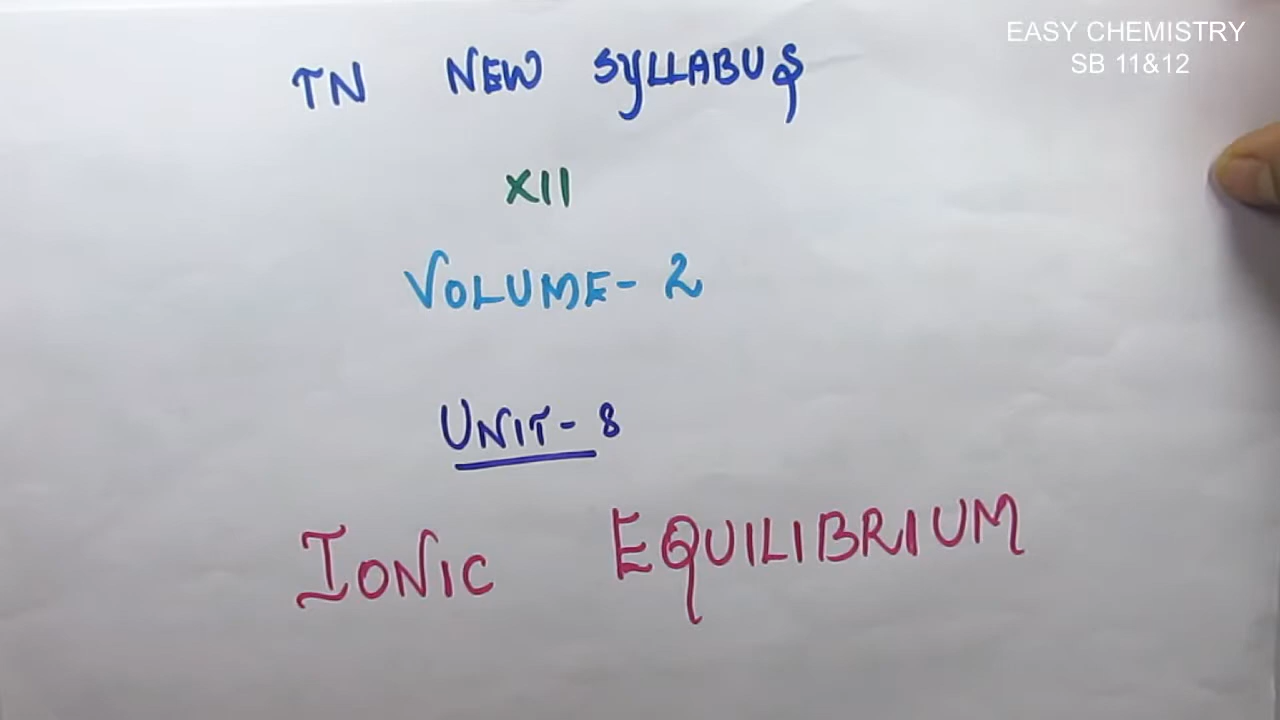 EASY CHEMISTRY
SB 11&12
TN NEW SYLLABUS
XII
VOLUME- 2
UNIT- 8
IONIC EQUILIBRIUM